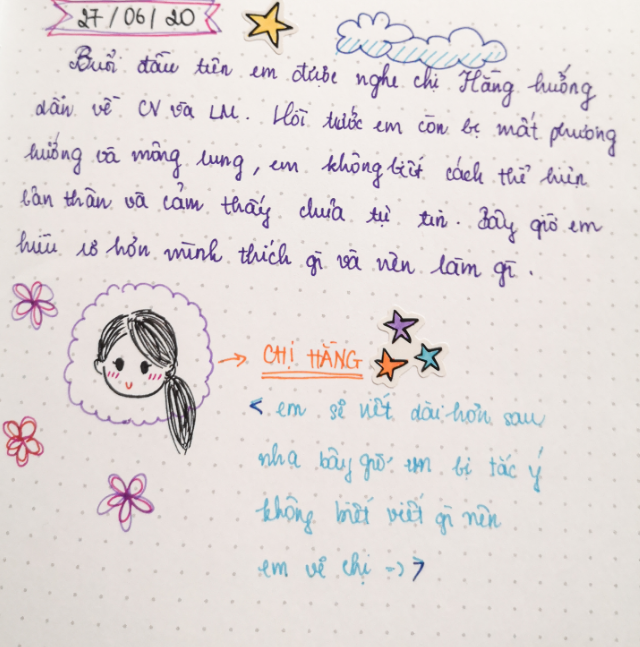 27/06/20
Buổi đầu tiên em được nghe chị Hằng hướng
dẫn về CV và LM. Hồi trước em còn bị mất phương
hướng và mông lung, em không biết cách thể hiện
bản thân và cảm thấy chưa tự tin. Bây giờ em
hiểu rõ hơn mình thích gì và nên làm gì.
CHỊ HẰNG
< em sẽ viết dài hơn sau
nha bây giờ em bị tắc ý
không biết viết gì nên
em vẽ chị =) >